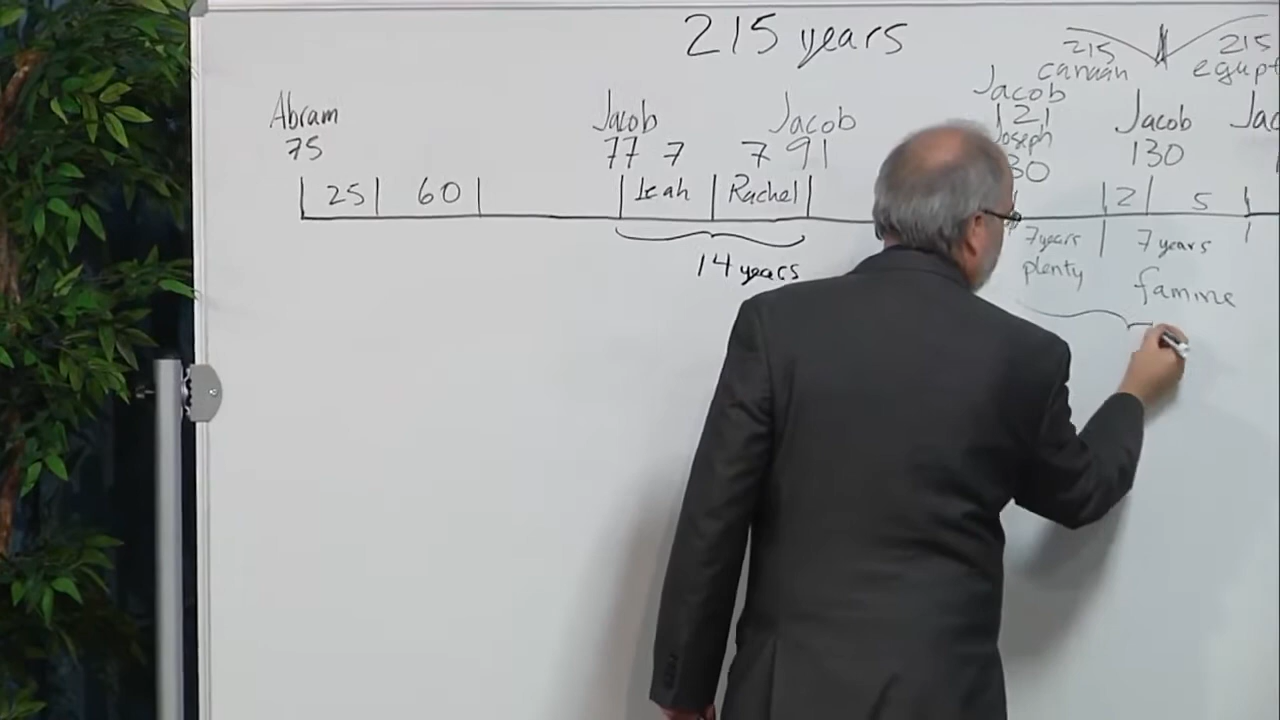 215 years
215 215
canaan egypt
Abram Jacob Jacob Jacob Jacob
75 77 7 7 91 121 130
Joseph
30
25 60 Leah Rachel 2 5
14 years 7 years 7 years
plenty famine